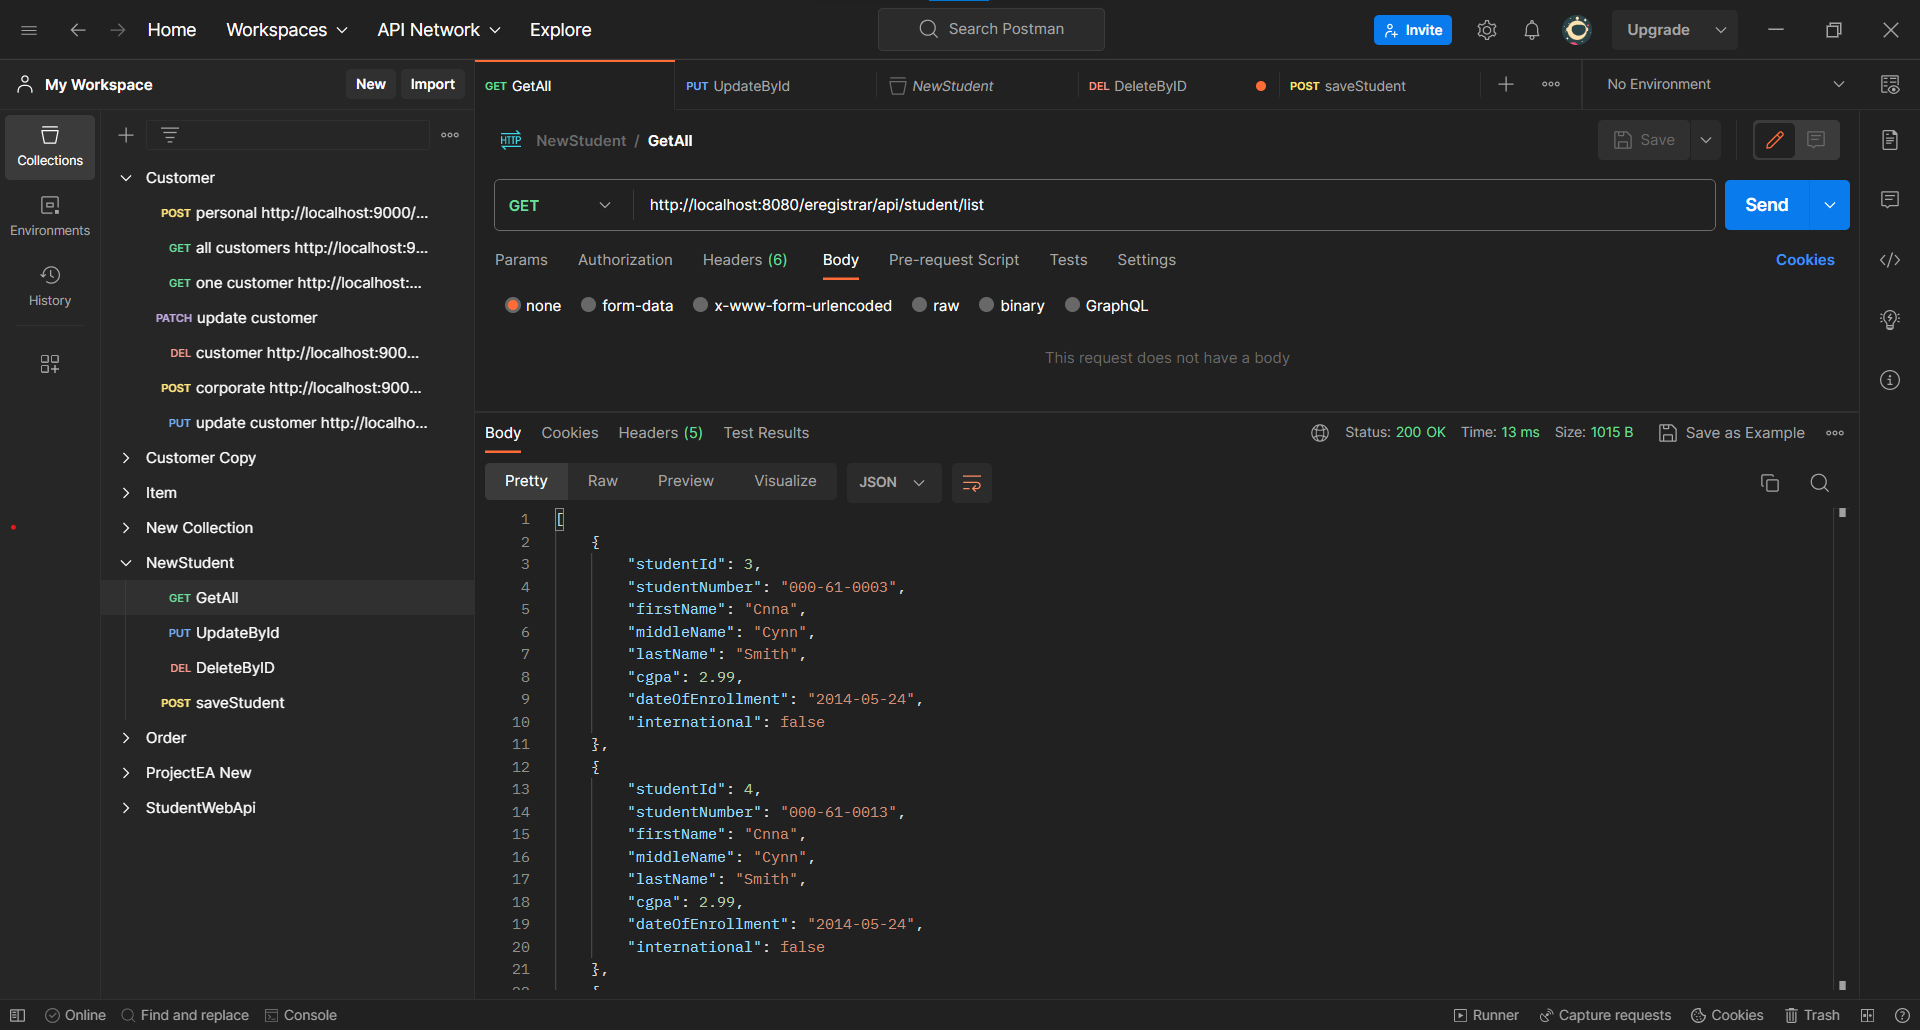 Home Workspaces API Network Explore Search Postman Invite Upgrade
My Workspace New Import
GET GetAll PUT UpdateById NewStudent DEL DeleteByID POST saveStudent No Environment
Collections
Environments
History
Customer
POST personal http://localhost:9000/...
GET all customers http://localhost:9...
GET one customer http://localhost:...
PATCH update customer
DEL customer http://localhost:900...
POST corporate http://localhost:900...
PUT update customer http://localho...
Customer Copy
Item
New Collection
NewStudent
GET GetAll
PUT UpdateById
DEL DeleteByID
POST saveStudent
Order
ProjectEA New
StudentWebApi
HTTP NewStudent / GetAll Save
GET http://localhost:8080/eregistrar/api/student/list Send
Params Authorization Headers (6) Body Pre-request Script Tests Settings Cookies
none form-data x-www-form-urlencoded raw binary GraphQL
This request does not have a body
Body Cookies Headers (5) Test Results Status: 200 OK Time: 13 ms Size: 1015 B Save as Example
Pretty Raw Preview Visualize JSON
1 [
2 {
3 "studentId": 3,
4 "studentNumber": "000-61-0003",
5 "firstName": "Cnna",
6 "middleName": "Cynn",
7 "lastName": "Smith",
8 "cgpa": 2.99,
9 "dateOfEnrollment": "2014-05-24",
10 "international": false
11 },
12 {
13 "studentId": 4,
14 "studentNumber": "000-61-0013",
15 "firstName": "Cnna",
16 "middleName": "Cynn",
17 "lastName": "Smith",
18 "cgpa": 2.99,
19 "dateOfEnrollment": "2014-05-24",
20 "international": false
21 },
Online Find and replace Console Runner Capture requests Cookies Trash